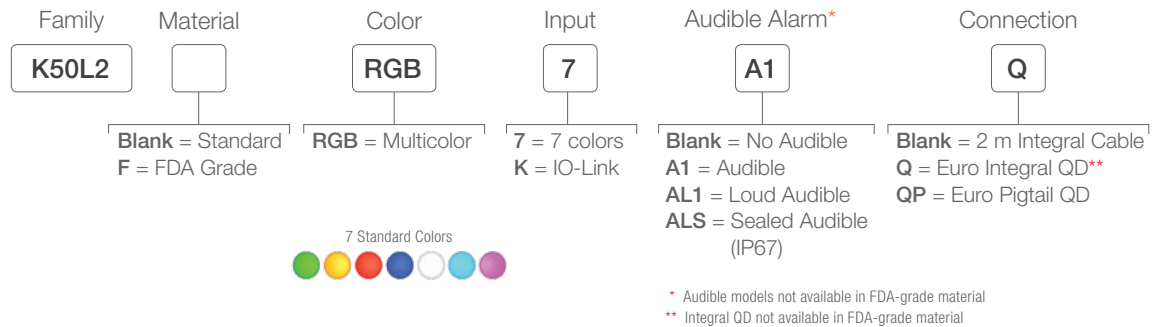 Family Material Color Input Audible Alarm* Connection
K50L2 RGB 7 A1 Q
Blank = Standard
F = FDA Grade
RGB = Multicolor
7 = 7 colors
K = IO-Link
Blank = No Audible
A1 = Audible
AL1 = Loud Audible
ALS = Sealed Audible
(IP67)
Blank = 2 m Integral Cable
Q = Euro Integral QD**
QP = Euro Pigtail QD
7 Standard Colors
* Audible models not available in FDA-grade material
** Integral QD not available in FDA-grade material